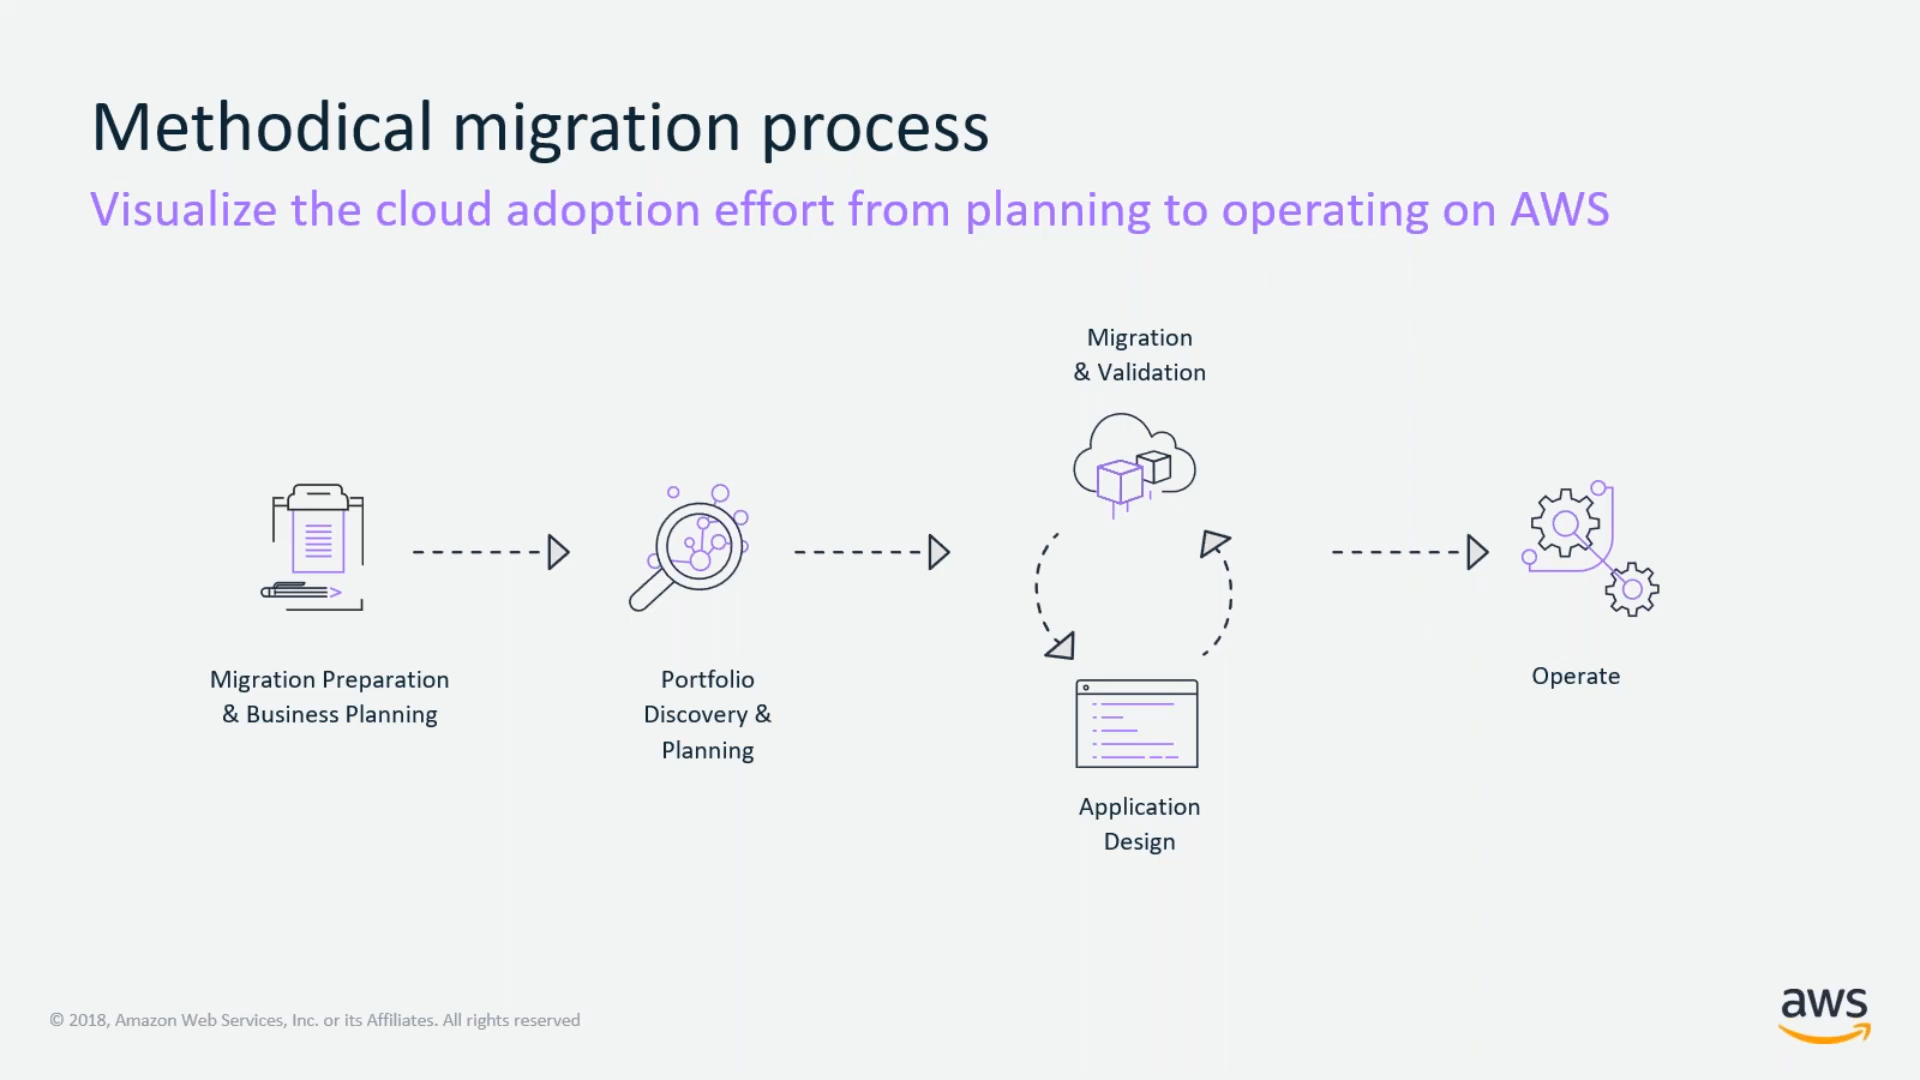 Methodical migration process
Visualize the cloud adoption effort from planning to operating on AWS
Migration Preparation
& Business Planning
Portfolio
Discovery &
Planning
Migration
& Validation
Application
Design
Operate
© 2018, Amazon Web Services, Inc. or its Affiliates. All rights reserved
aws